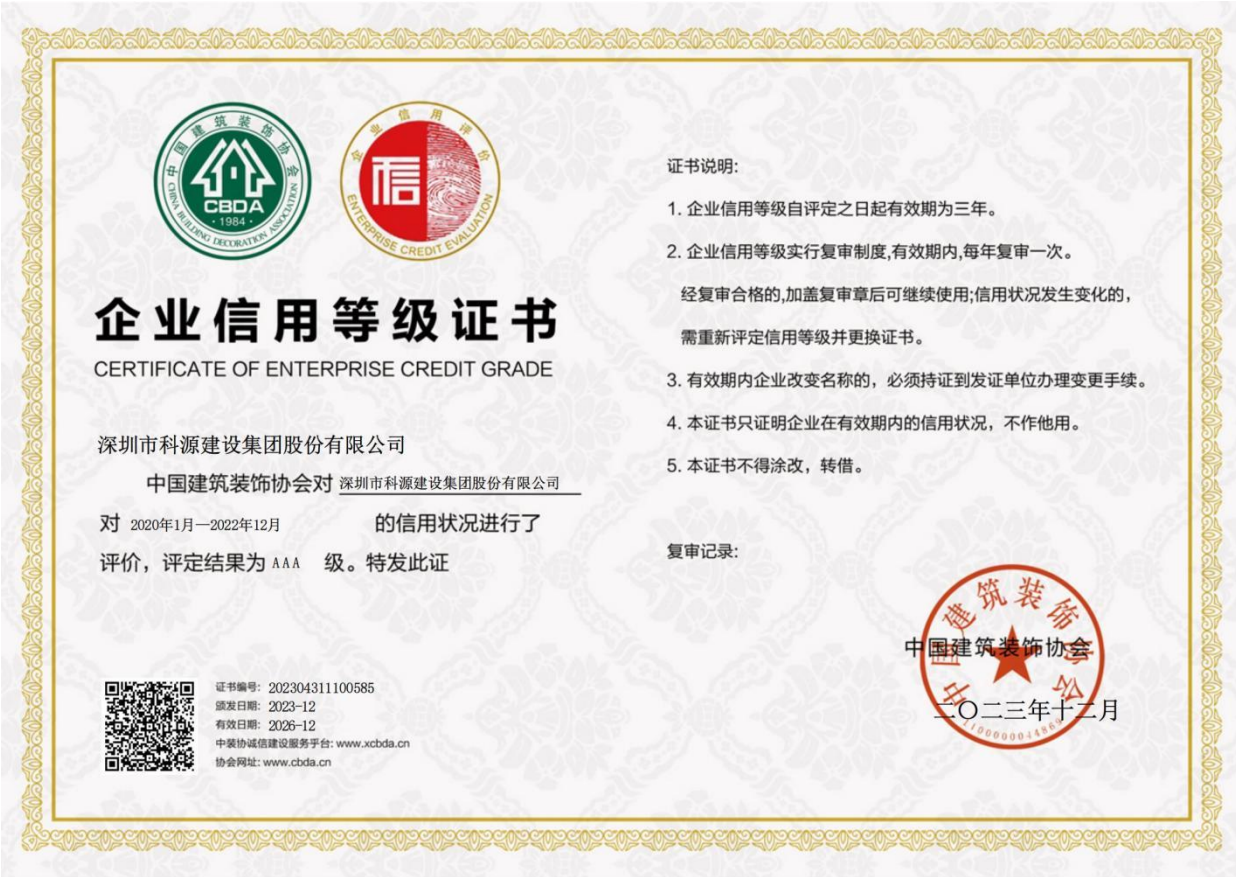 中国建筑装饰协会
CBDA
·1984·
CHINA BUILDING DECORATION ASSOCIATION
企业信用评价
信
ENTERPRISE CREDIT EVALUATION
企业信用等级证书
CERTIFICATE OF ENTERPRISE CREDIT GRADE
深圳市科源建设集团股份有限公司
中国建筑装饰协会对 深圳市科源建设集团股份有限公司
对 2020年1月—2022年12月 的信用状况进行了
评价，评定结果为 AAA 级。特发此证
证书编号: 202304311100585
颁发日期: 2023-12
有效日期: 2026-12
中装协诚信建设服务平台: www.xcbda.cn
协会网址: www.cbda.cn
证书说明:
1. 企业信用等级自评定之日起有效期为三年。
2. 企业信用等级实行复审制度,有效期内,每年复审一次。
经复审合格的,加盖复审章后可继续使用;信用状况发生变化的，
需重新评定信用等级并更换证书。
3. 有效期内企业改变名称的，必须持证到发证单位办理变更手续。
4. 本证书只证明企业在有效期内的信用状况，不作他用。
5. 本证书不得涂改，转借。
复审记录:
中国建筑装饰协会
中国建筑装饰协会
二〇二三年十二月